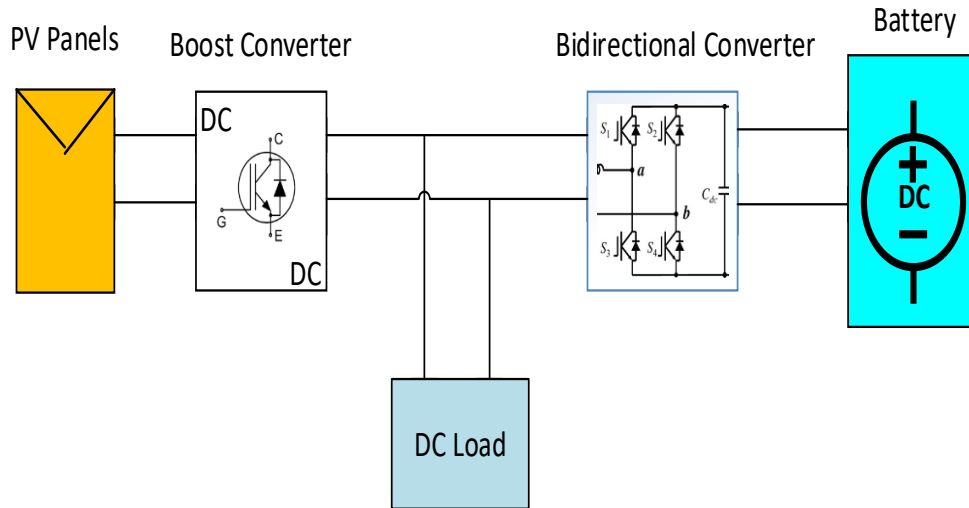 PV Panels
Boost Converter
Bidirectional Converter
Battery
DC
C
G
E
DC
S1
S2
a
Cdc
b
S3
S4
+
DC
−
DC Load